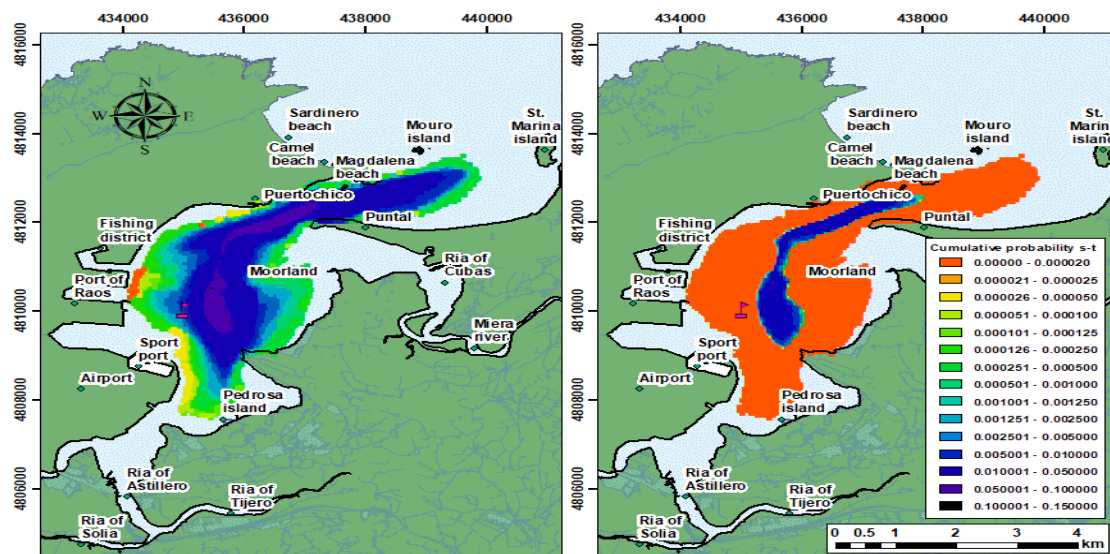 434000 436000 438000 440000
434000 436000 438000 440000
4816000
4814000
4812000
4810000
4808000
4806000
N
W E
S
Sardinero
beach
Camel
beach
Mouro
island
St.
Marina
island
Magdalena
beach
Puertochico
Puntal
Fishing
district
Port of
Raos
Moorland
Ria of
Cubas
Miera
river
Sport
port
Airport
Pedrosa
island
Ria of
AStillero
Ria of
Tijero
Ria of
Solia
4816000
4814000
4812000
4810000
4808000
4806000
Sardinero
beach
Camel
beach
Mouro
island
St.
Marina
island
Magdalena
beach
Puertochico
Puntal
Fishing
district
Port of
Raos
Moorland
Sport
port
Airport
Pedrosa
island
Ria of
AStillero
Ria of
Tijero
Ria of
Solia
Cumulative probability s-t
0.00000 - 0.000020
0.000021 - 0.000025
0.000026 - 0.000050
0.000051 - 0.000100
0.000101 - 0.000125
0.000126 - 0.000250
0.000251 - 0.000500
0.000501 - 0.001000
0.001001 - 0.001250
0.001251 - 0.002500
0.002501 - 0.005000
0.005001 - 0.010000
0.010001 - 0.050000
0.050001 - 0.100000
0.10001 - 0.15000
0 0.5 1 2 3 4
km